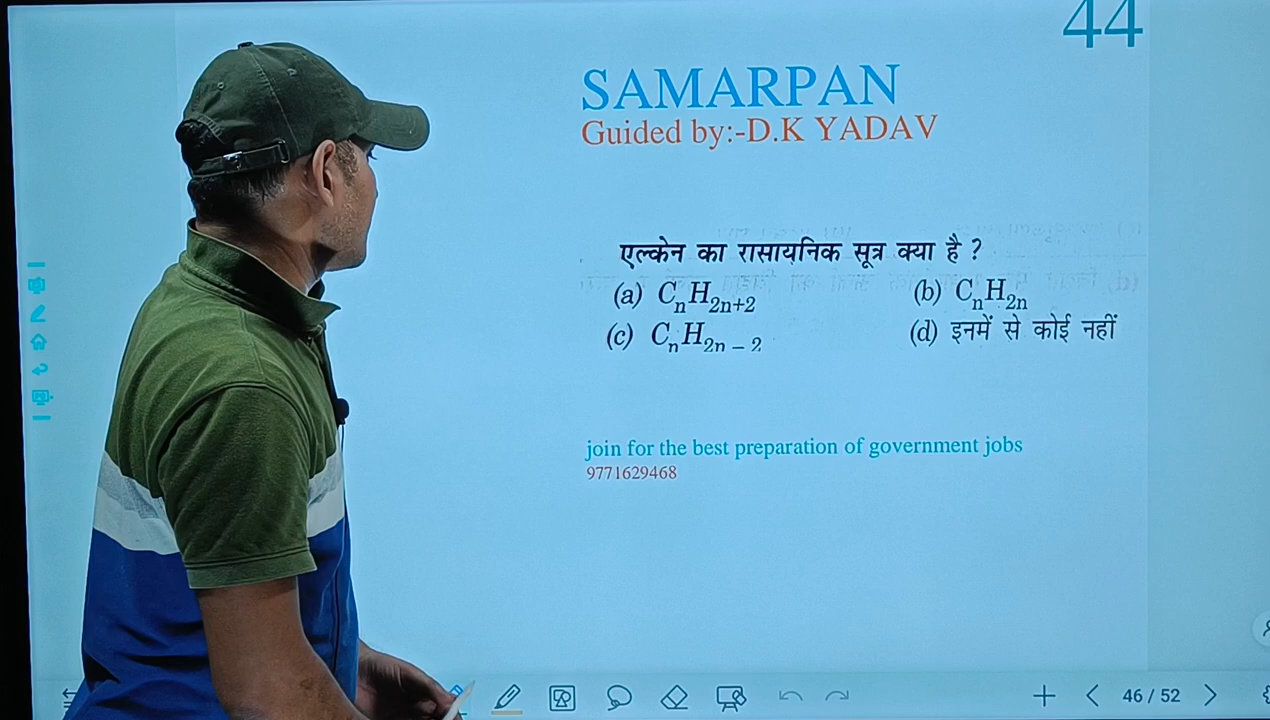 44
SAMARPAN
Guided by:-D.K YADAV
एल्केन का रासायनिक सूत्र क्या है ?
(a) CnH2n+2 (b) CnH2n
(c) CnH2n – 2 (d) इनमें से कोई नहीं
join for the best preparation of government jobs
9771629468
46 / 52